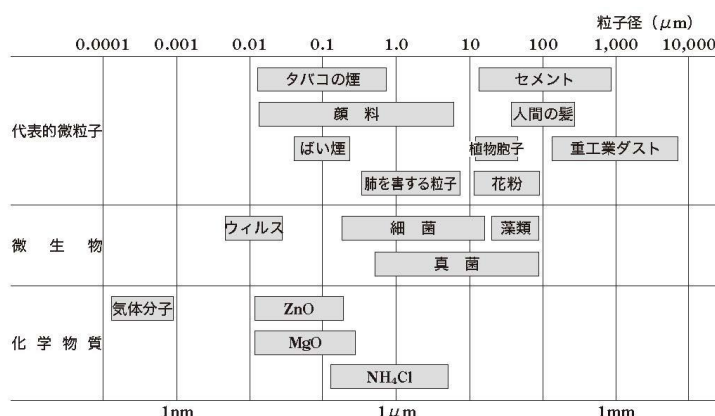 粒子径（μm）
0.0001 0.001 0.01 0.1 1.0 10 100 1,000 10,000
タバコの煙 セメント
顔 料 人間の髪
代表的微粒子
ばい煙 植物胞子 重工業ダスト
肺を害する粒子 花粉
微 生 物
ウィルス 細 菌 藻類
真 菌
気体分子 ZnO
化 学 物 質
MgO
NH₄Cl
1nm 1μm 1mm